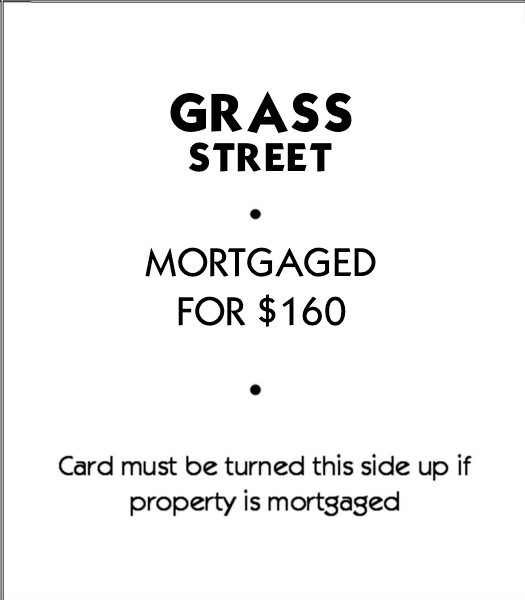 GRASS
STREET
•
MORTGAGED
FOR $160
•
Card must be turned this side up if
property is mortgaged